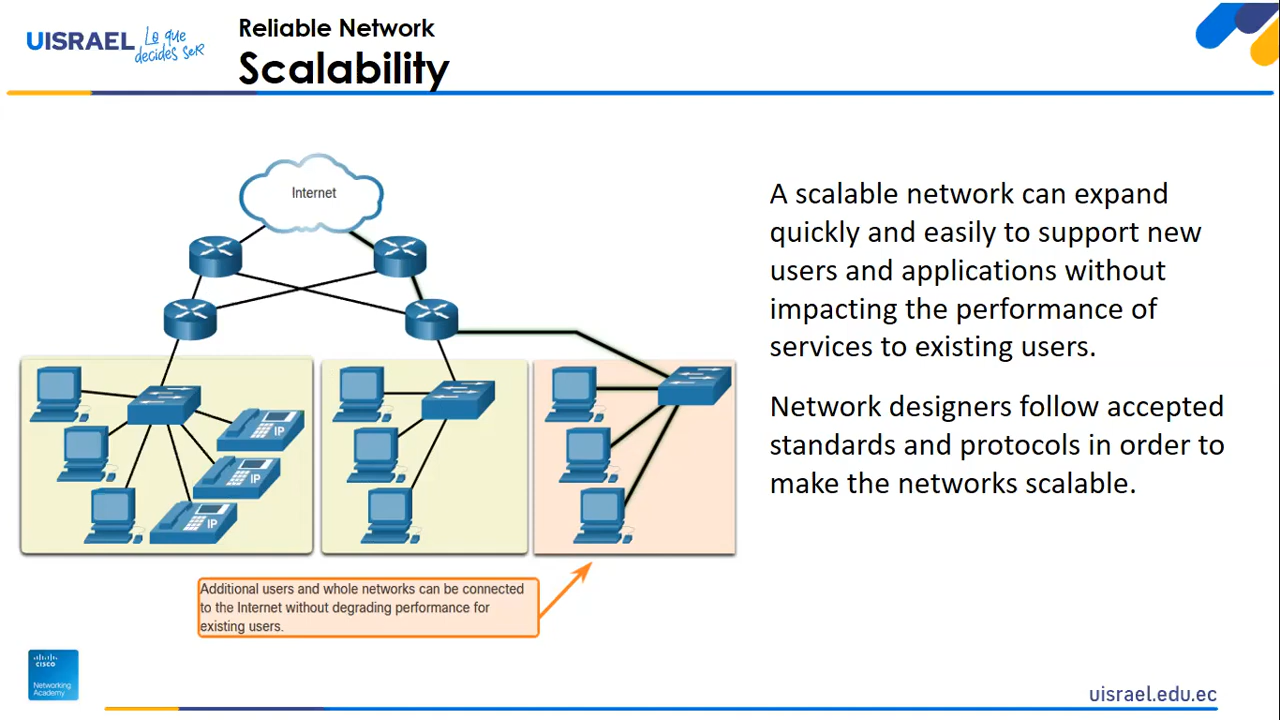 UISRAEL Lo que
decides seR
Reliable Network
Scalability
Internet
IP
IP
IP
A scalable network can expand
quickly and easily to support new
users and applications without
impacting the performance of
services to existing users.
Network designers follow accepted
standards and protocols in order to
make the networks scalable.
Additional users and whole networks can be connected
to the Internet without degrading performance for
existing users.
CISCO
Networking
Academy
uisrael.edu.ec